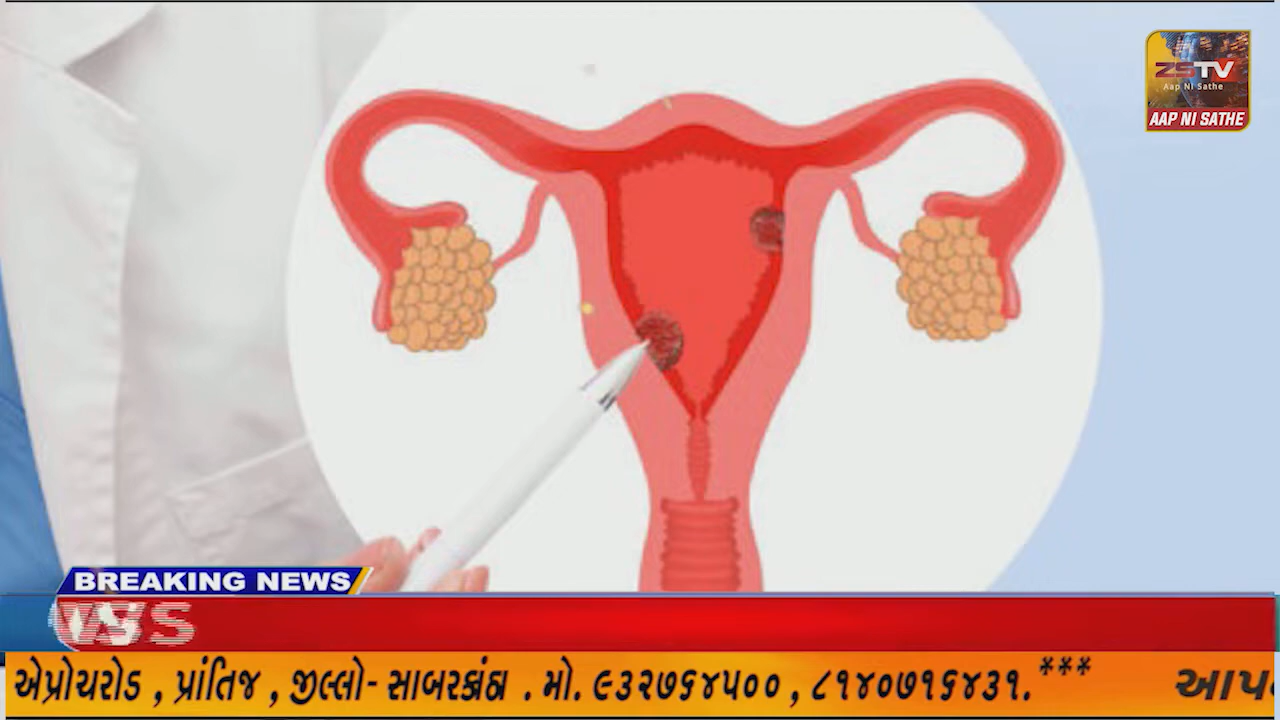 ZSTV
Aap Ni Sathe
AAP NI SATHE
BREAKING NEWS
એપ્રોચરોડ , પ્રાંતિજ , જીલ્લો- સાબરકાંઠા . મો. ૯૩૨૭૬૪૫૦૦ , ૮૧૪૦૭૧૬૪૩૧.***